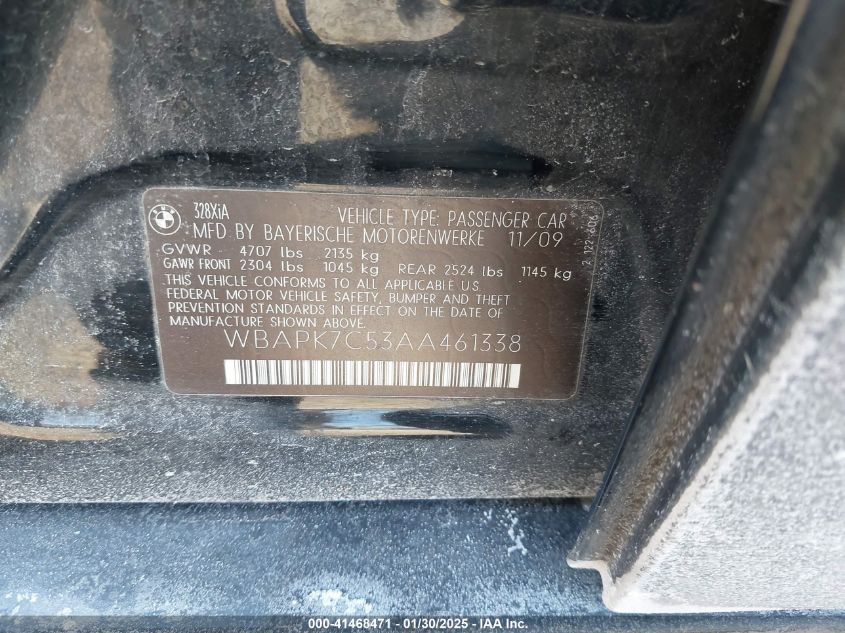 328XiA VEHICLE TYPE: PASSENGER CAR
MFD BY BAYERISCHE MOTORENWERKE 11/09
GVWR 4707 lbs 2135 kg
GAWR FRONT 2304 lbs 1045 kg REAR 2524 lbs 1145 kg
THIS VEHICLE CONFORMS TO ALL APPLICABLE U.S.
FEDERAL MOTOR VEHICLE SAFETY, BUMPER AND THEFT
PREVENTION STANDARDS IN EFFECT ON THE DATE OF
MANUFACTURE SHOWN ABOVE.
WBAPK7C53AA461338
000-41468471 — 01/30/2025 — IAA Inc.